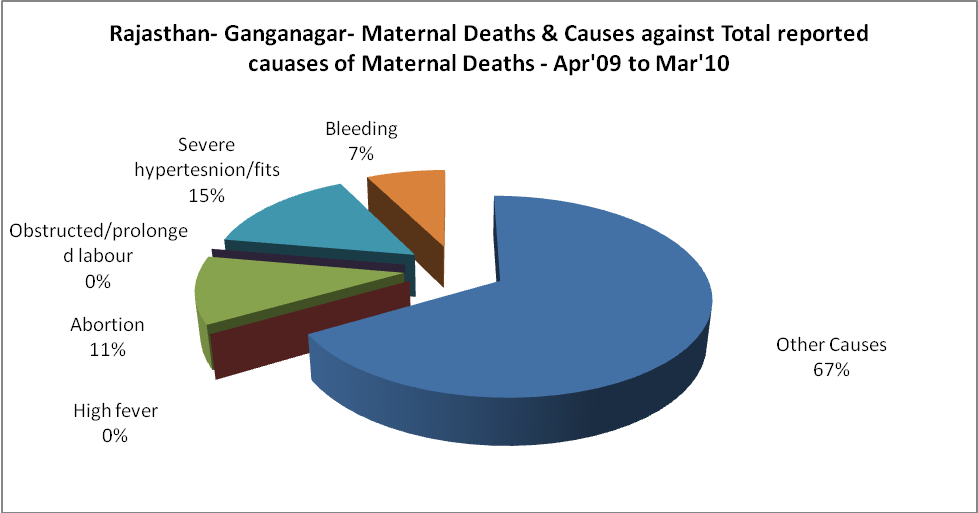 Rajasthan- Ganganagar- Maternal Deaths & Causes against Total reported
cauases of Maternal Deaths - Apr'09 to Mar'10
Bleeding
7%
Severe
hypertesnion/fits
15%
Obstructed/prolonge
d labour
0%
Abortion
11%
High fever
0%
Other Causes
67%